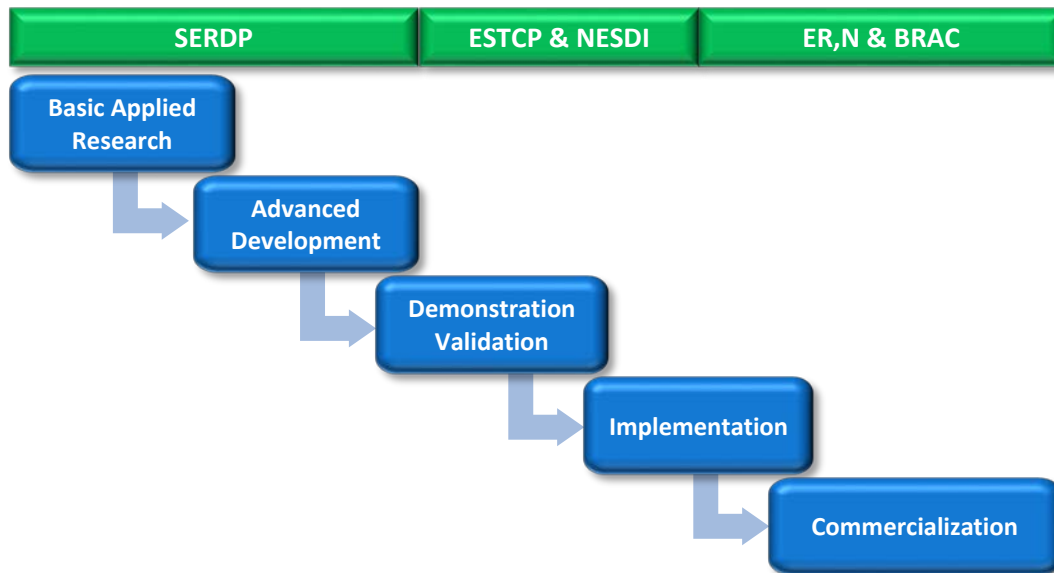 SERDP
ESTCP & NESDI
ER,N & BRAC
Basic Applied
Research
Advanced
Development
Demonstration
Validation
Implementation
Commercialization